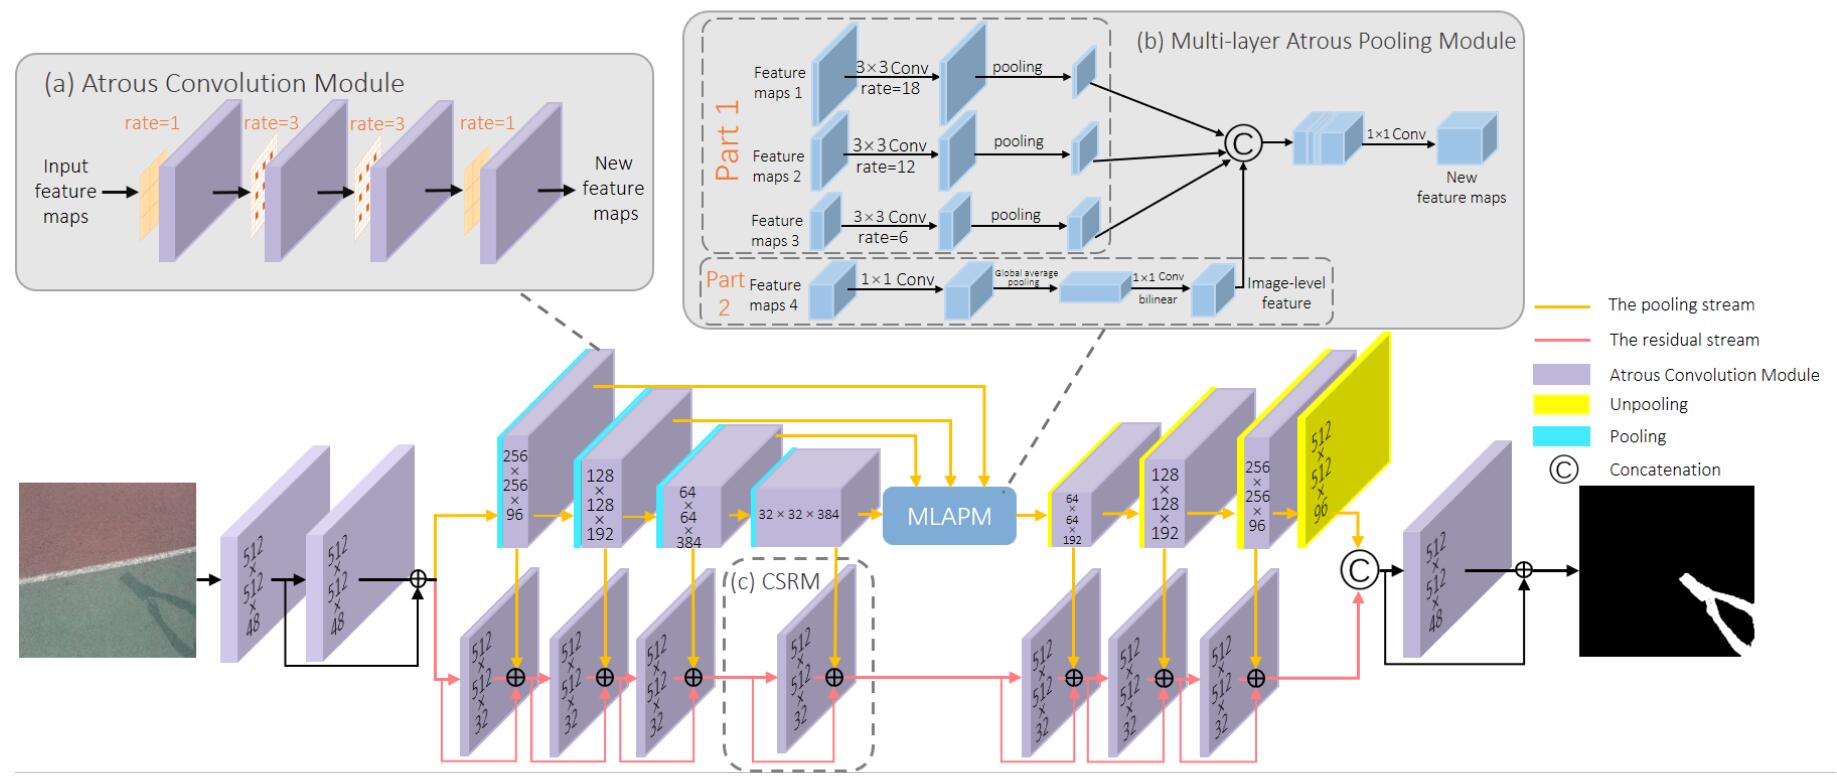 (a) Atrous Convolution Module
rate=1
rate=3
rate=3
rate=1
Input
feature
maps
New
feature
maps
(b) Multi-layer Atrous Pooling Module
Part 1
Feature
maps 1
3×3 Conv
rate=18
pooling
Feature
maps 2
3×3 Conv
rate=12
pooling
Feature
maps 3
3×3 Conv
rate=6
pooling
C
1×1 Conv
New
feature maps
Part
2
Feature
maps 4
1×1 Conv
Global average
pooling
1×1 Conv
bilinear
Image-level
feature
The pooling stream
The residual stream
Atrous Convolution Module
Unpooling
Pooling
C
Concatenation
512
×
512
×
48
512
×
512
×
48
256
×
256
×
96
128
×
128
×
192
64
×
64
×
384
32 × 32 × 384
MLAPM
64
×
64
×
192
128
×
128
×
192
256
×
256
×
96
512
×
512
×
96
C
512
×
512
×
48
512
×
512
×
32
512
×
512
×
32
512
×
512
×
32
(c) CSRM
512
×
512
×
32
512
×
512
×
32
512
×
512
×
32
512
×
512
×
32